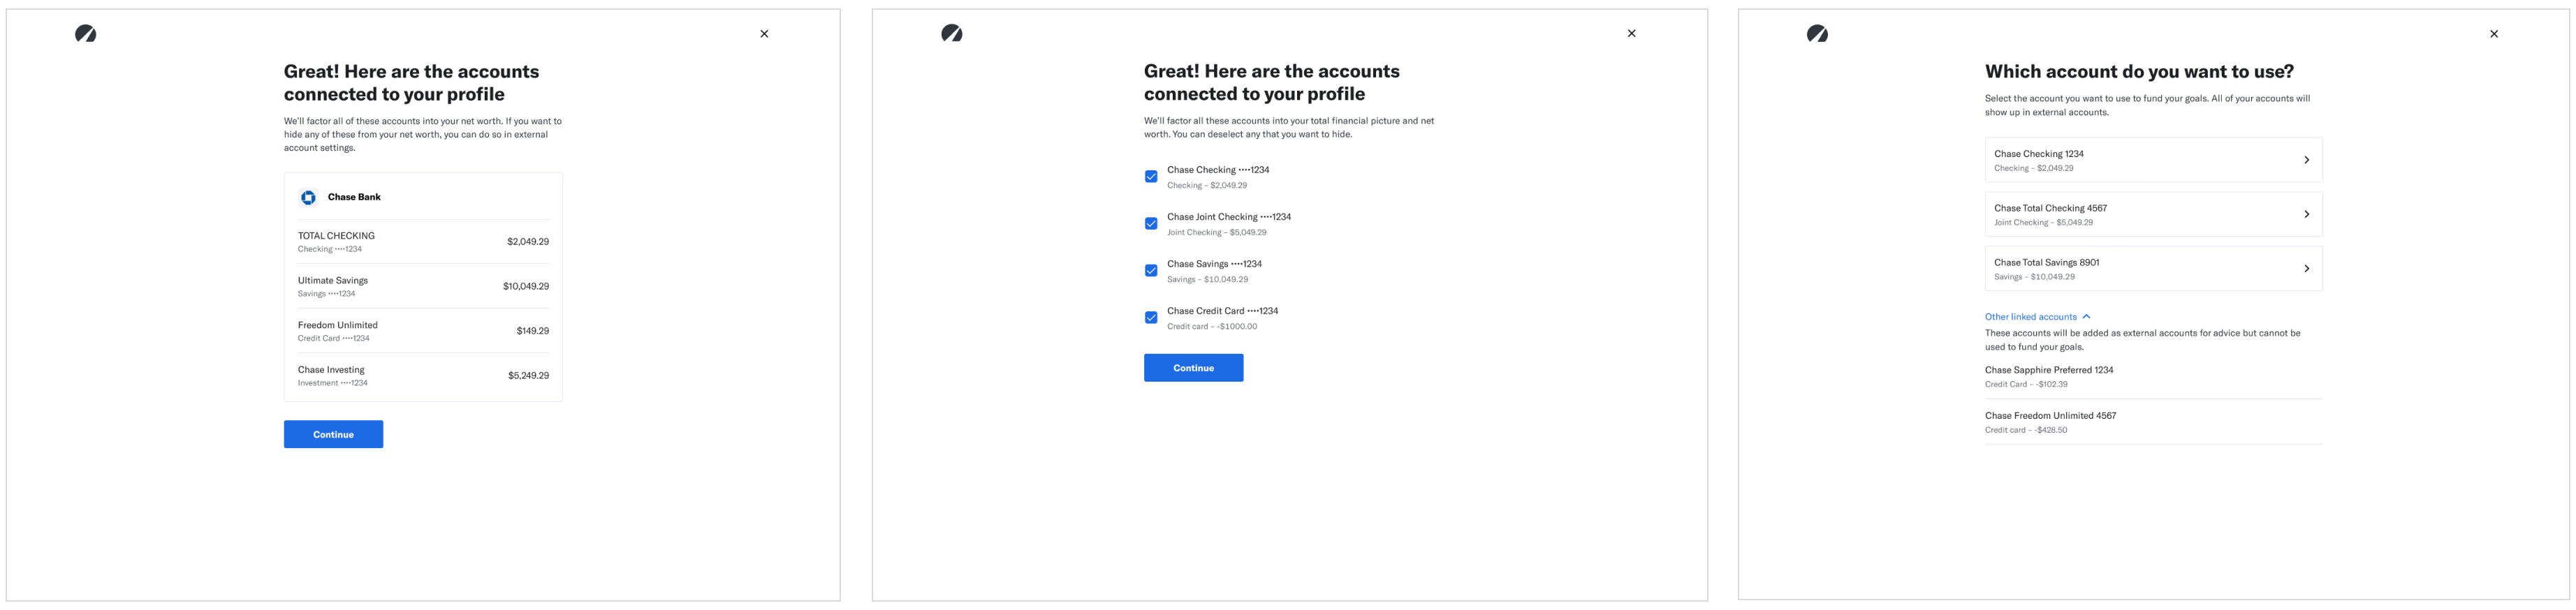 Great! Here are the accounts
connected to your profile
We'll factor all of these accounts into your net worth. If you want to
hide any of these from your net worth, you can do so in external
account settings.
Chase Bank
TOTAL CHECKING
Checking ••••1234
$2,049.29
Ultimate Savings
Savings ••••1234
$10,049.29
Freedom Unlimited
Credit Card ••••1234
$149.29
Chase Investing
Investment ••••1234
$5,249.29
Continue
Great! Here are the accounts
connected to your profile
We'll factor all these accounts into your total financial picture and net
worth. You can deselect any that you want to hide.
Chase Checking ••••1234
Checking – $2,049.29
Chase Joint Checking ••••1234
Joint Checking – $5,049.29
Chase Savings ••••1234
Savings – $10,049.29
Chase Credit Card ••••1234
Credit card – -$1000.00
Continue
Which account do you want to use?
Select the account you want to use to fund your goals. All of your accounts will
show up in external accounts.
Chase Checking 1234
Checking – $2,049.29
Chase Total Checking 4567
Joint Checking – $5,049.29
Chase Total Savings 8901
Savings – $10,049.29
Other linked accounts
These accounts will be added as external accounts for advice but cannot be
used to fund your goals.
Chase Sapphire Preferred 1234
Credit Card – -$102.39
Chase Freedom Unlimited 4567
Credit card – -$428.50